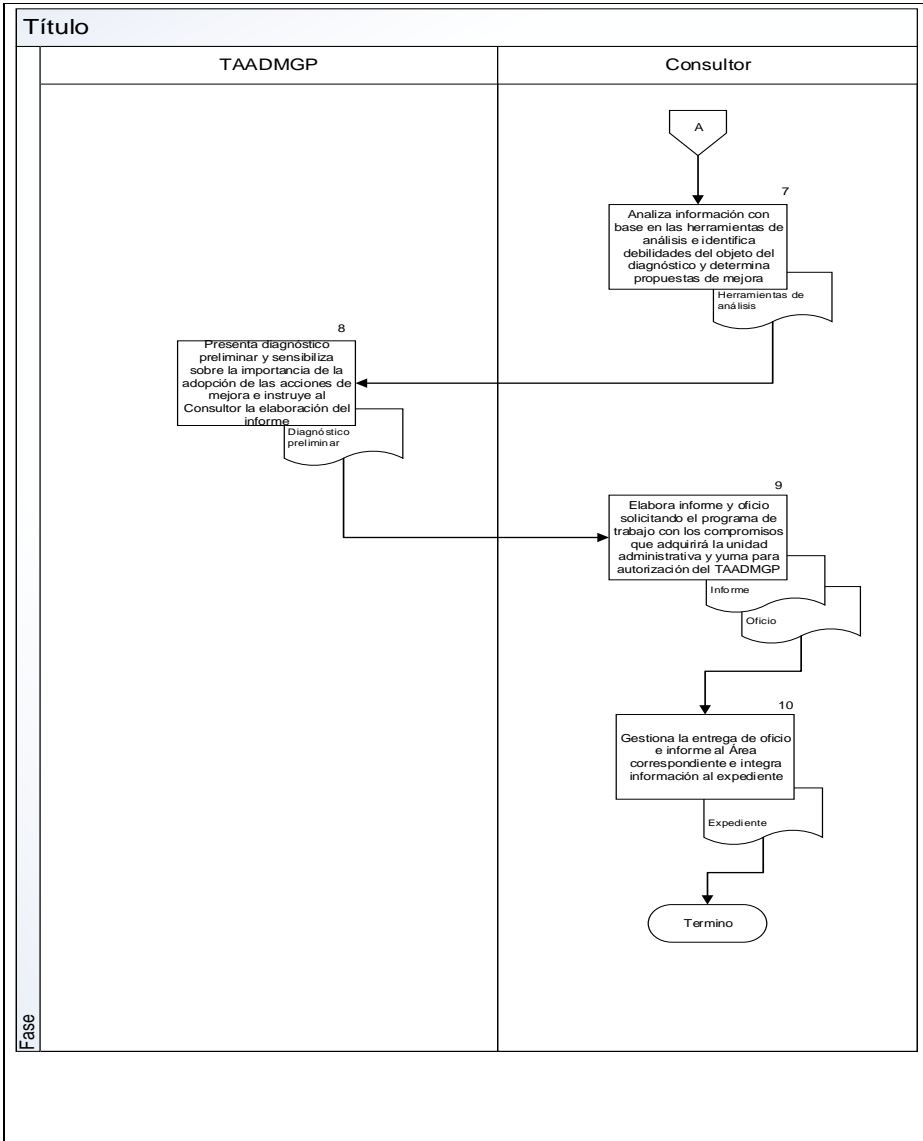 Título
TAADMGP
Consultor
A
7
Analiza información con
base en las herramientas de
análisis e identifica
debilidades del objeto del
diagnóstico y determina
propuestas de mejora
Herramientas de
análisis
8
Presenta diagnóstico
preliminar y sensibiliza
sobre la importancia de la
adopción de las acciones de
mejora e instruye al
Consultor la elaboración del
informe
Diagnóstico
preliminar
9
Elabora informe y oficio
solicitando el programa de
trabajo con los compromisos
que adquirirá la unidad
administrativa y yurna para
autorización del TAADMGP
Informe
Oficio
10
Gestiona la entrega de oficio
e informe al Área
correspondiente e integra
información al expediente
Expediente
Termino
Fase